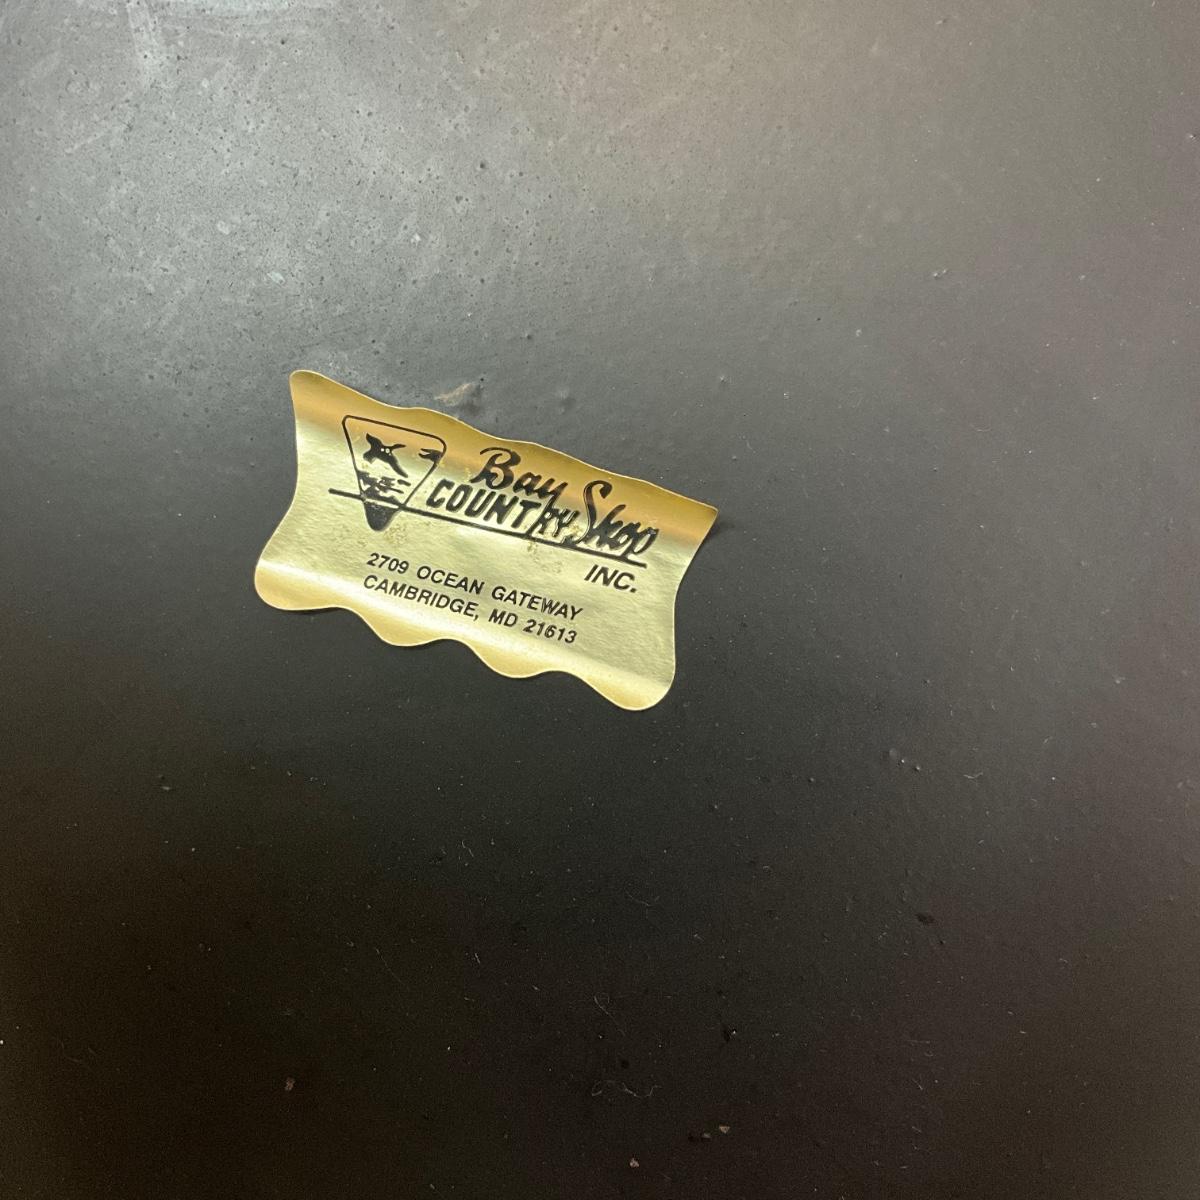 Bay
COUNTRY Shop
INC.
2709 OCEAN GATEWAY
CAMBRIDGE, MD 21613